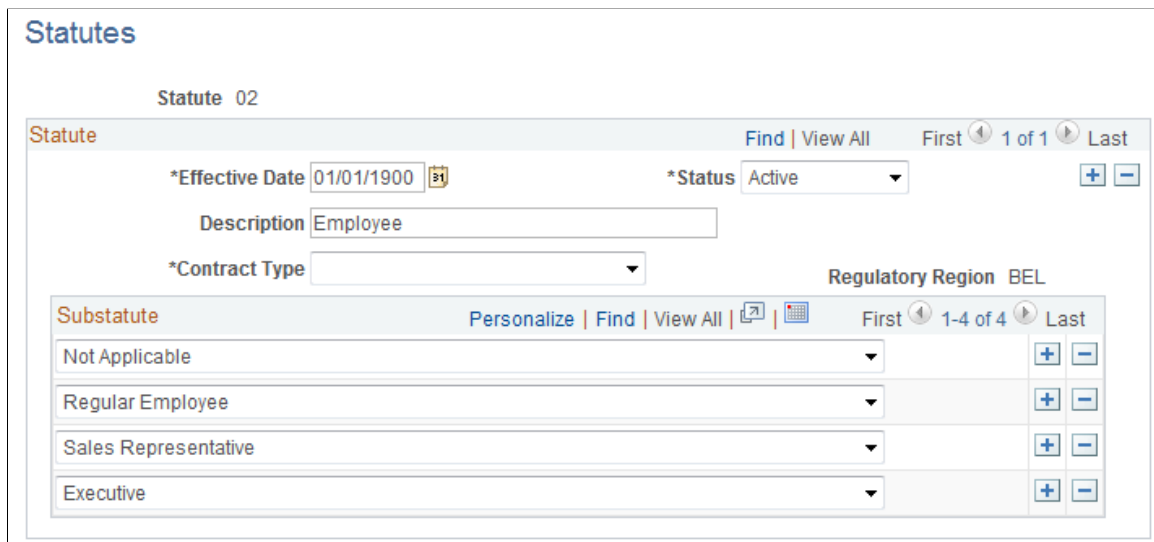 Statutes
Statute 02
Statute Find | View All First 1 of 1 Last
*Effective Date 01/01/1900 31 *Status Active
Description Employee
*Contract Type
Regulatory Region BEL
Substatute Personalize | Find | View All | | First 1-4 of 4 Last
Not Applicable
Regular Employee
Sales Representative
Executive